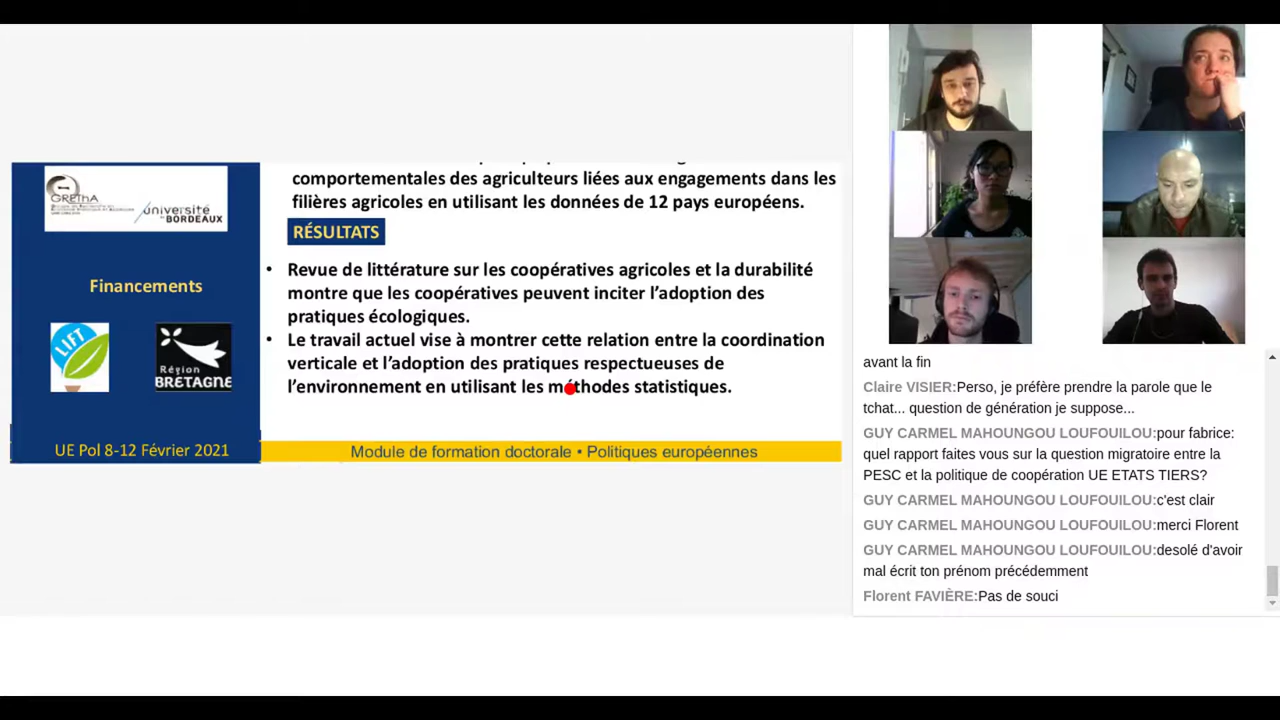 comportementales des agriculteurs liées aux engagements dans les
filières agricoles en utilisant les données de 12 pays européens.
RÉSULTATS
• Revue de littérature sur les coopératives agricoles et la durabilité
montre que les coopératives peuvent inciter l'adoption des
pratiques écologiques.
• Le travail actuel vise à montrer cette relation entre la coordination
verticale et l'adoption des pratiques respectueuses de
l'environnement en utilisant les méthodes statistiques.
GREThA
université
de BORDEAUX
Financements
LIFT
Région
BRETAGNE
UE Pol 8-12 Février 2021
Module de formation doctorale • Politiques européennes
avant la fin
Claire VISIER:Perso, je préfère prendre la parole que le
tchat... question de génération je suppose...
GUY CARMEL MAHOUNGOU LOUFOUILOU:pour fabrice:
quel rapport faites vous sur la question migratoire entre la
PESC et la politique de coopération UE ETATS TIERS?
GUY CARMEL MAHOUNGOU LOUFOUILOU:c'est clair
GUY CARMEL MAHOUNGOU LOUFOUILOU:merci Florent
GUY CARMEL MAHOUNGOU LOUFOUILOU:desolé d'avoir
mal écrit ton prénom précédemment
Florent FAVIÈRE:Pas de souci